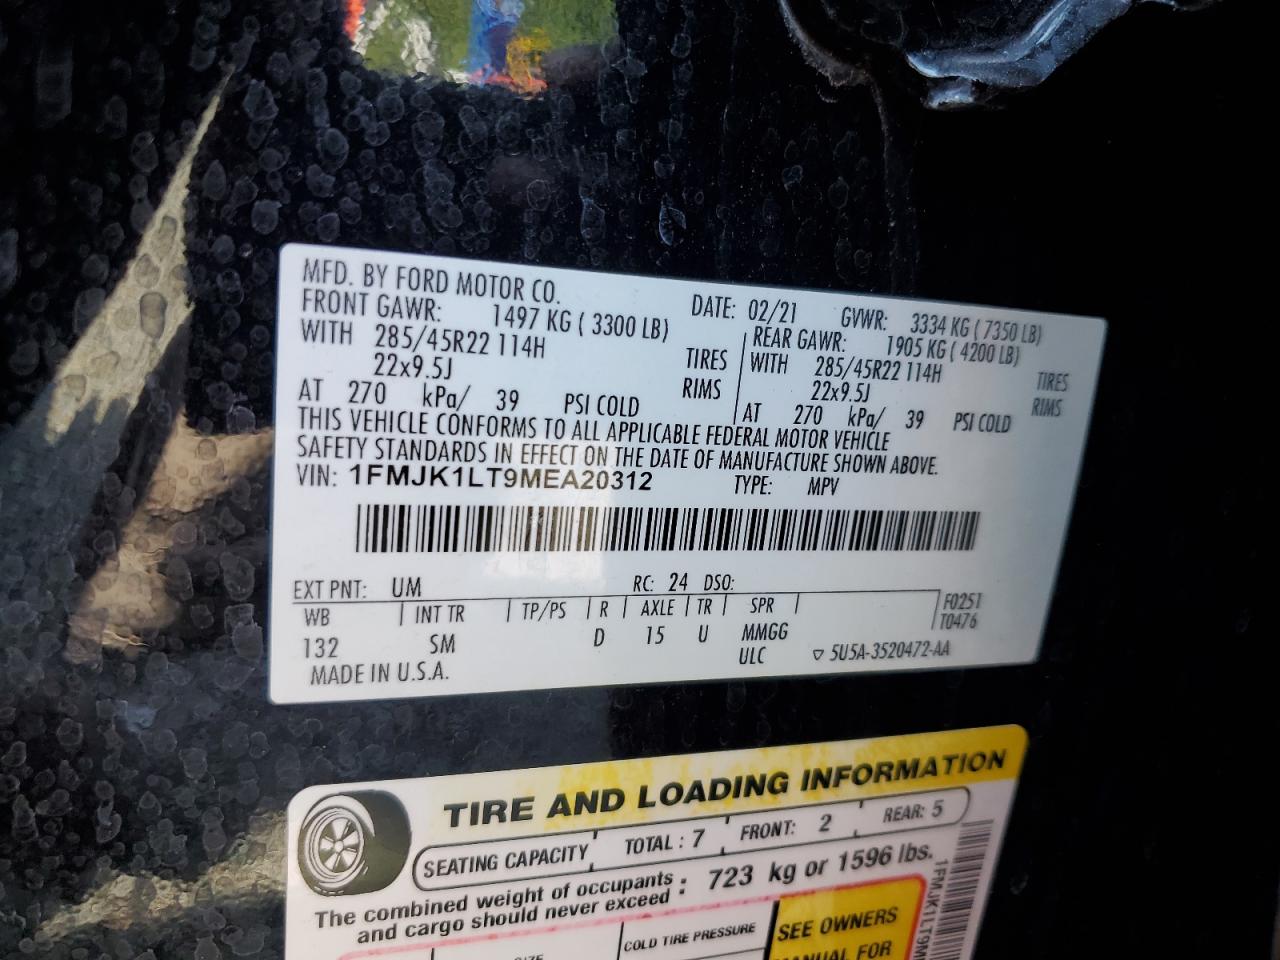 MFD. BY FORD MOTOR CO.
DATE: 02/21 GVWR: 3334 KG ( 7350 LB)
FRONT GAWR: 1497 KG ( 3300 LB)
WITH 285/45R22 114H TIRES
22x9.5J RIMS
AT 270 kPa/ 39 PSI COLD
REAR GAWR: 1905 KG ( 4200 LB)
WITH 285/45R22 114H TIRES
22x9.5J RIMS
AT 270 kPa/ 39 PSI COLD
THIS VEHICLE CONFORMS TO ALL APPLICABLE FEDERAL MOTOR VEHICLE
SAFETY STANDARDS IN EFFECT ON THE DATE OF MANUFACTURE SHOWN ABOVE.
VIN: 1FMJK1LT9MEA20312 TYPE: MPV
EXT PNT: UM RC: 24 DSO:
WB INT TR TP/PS R AXLE TR SPR F0251
T0476
132 SM D 15 U MMGG
ULC ▽ 5U5A-3520472-AA
MADE IN U.S.A.
TIRE AND LOADING INFORMATION
SEATING CAPACITY TOTAL : 7 FRONT: 2 REAR: 5
The combined weight of occupants
and cargo should never exceed : 723 kg or 1596 lbs.
COLD TIRE PRESSURE
SEE OWNERS
MANUAL FOR